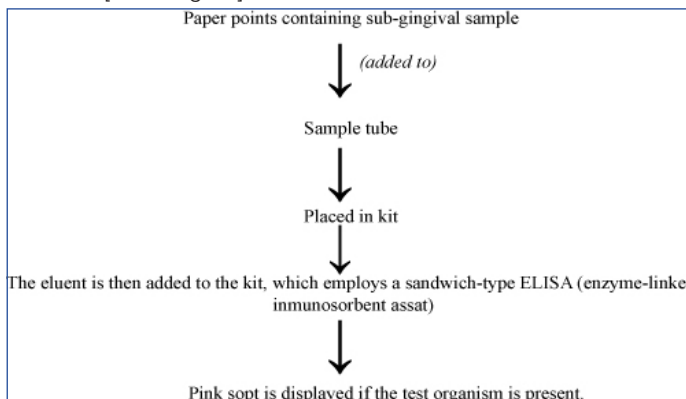 Paper points containing sub-gingival sample
(added to)
Sample tube
Placed in kit
The eluent is then added to the kit, which employs a sandwich-type ELISA (enzyme-linke
inmunosorbent assat)
Pink sopt is displayed if the test organism is present.